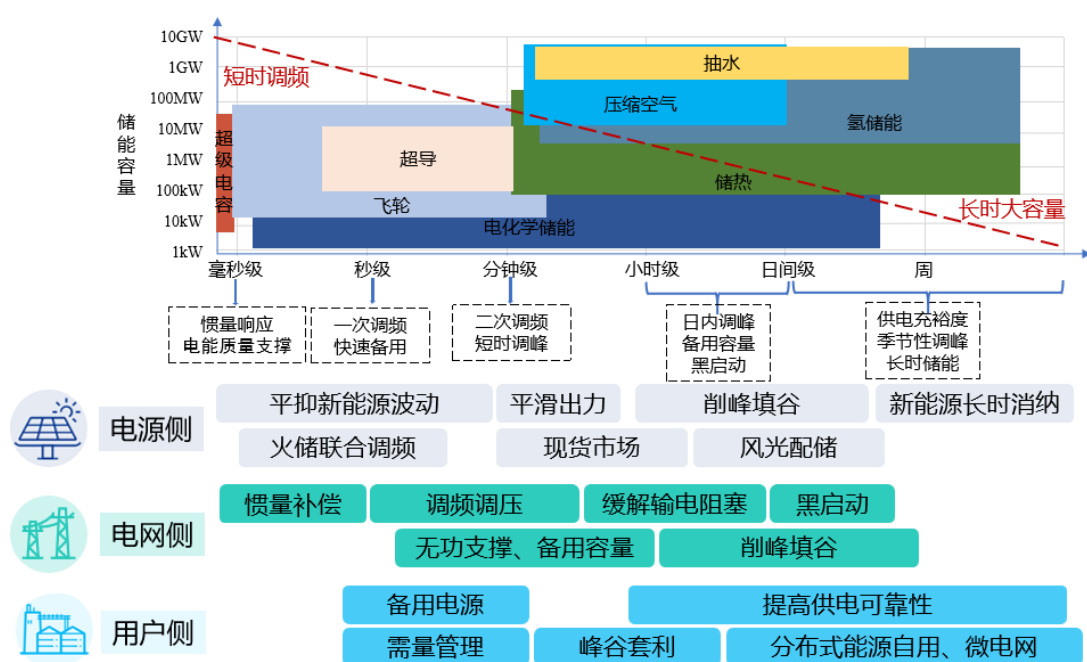 10GW
1GW
100MW
10MW
1MW
100kW
10kW
1kW
储能容量
短时调频
超级电容
超导
飞轮
电化学储能
抽水
压缩空气
氢储能
储热
长时大容量
毫秒级
秒级
分钟级
小时级
日间级
周
惯量响应
电能质量支撑
一次调频
快速备用
二次调频
短时调峰
日内调峰
备用容量
黑启动
供电充裕度
季节性调峰
长时储能
电源侧
平抑新能源波动
平滑出力
削峰填谷
新能源长时消纳
火储联合调频
现货市场
风光配储
电网侧
惯量补偿
调频调压
缓解输电阻塞
黑启动
无功支撑、备用容量
削峰填谷
用户侧
备用电源
提高供电可靠性
需量管理
峰谷套利
分布式能源自用、微电网